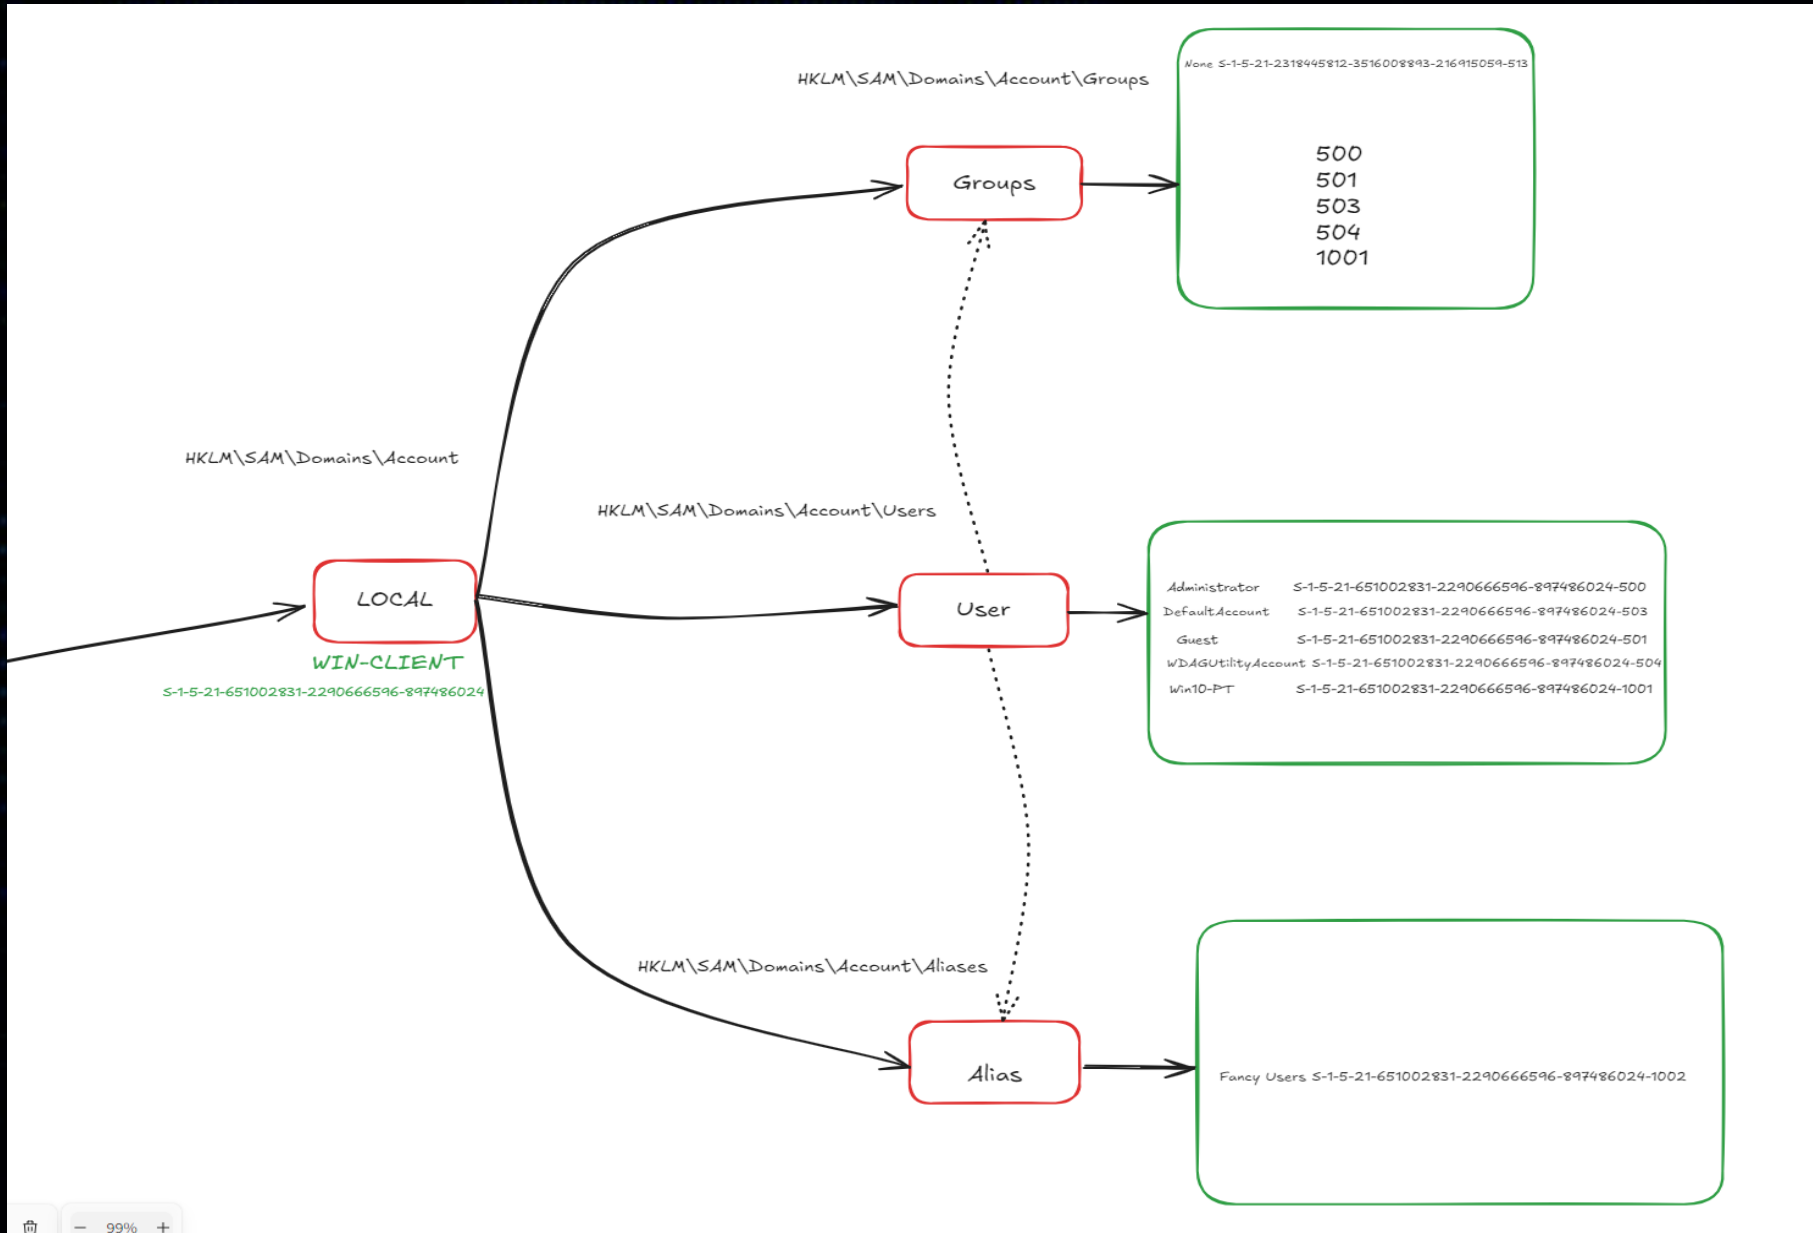 HKLM\SAM\Domains\Account\Groups
None S-1-5-21-2318445812-3516008893-216915059-513
500
501
503
504
1001
Groups
HKLM\SAM\Domains\Account
HKLM\SAM\Domains\Account\Users
LOCAL
WIN-CLIENT
S-1-5-21-651002831-2290666596-897486024
User
Administrator S-1-5-21-651002831-2290666596-897486024-500
DefaultAccount S-1-5-21-651002831-2290666596-897486024-503
Guest S-1-5-21-651002831-2290666596-897486024-501
WDAGUtilityAccount S-1-5-21-651002831-2290666596-897486024-504
Win10-PT S-1-5-21-651002831-2290666596-897486024-1001
HKLM\SAM\Domains\Account\Aliases
Alias
Fancy Users S-1-5-21-651002831-2290666596-897486024-1002
99%